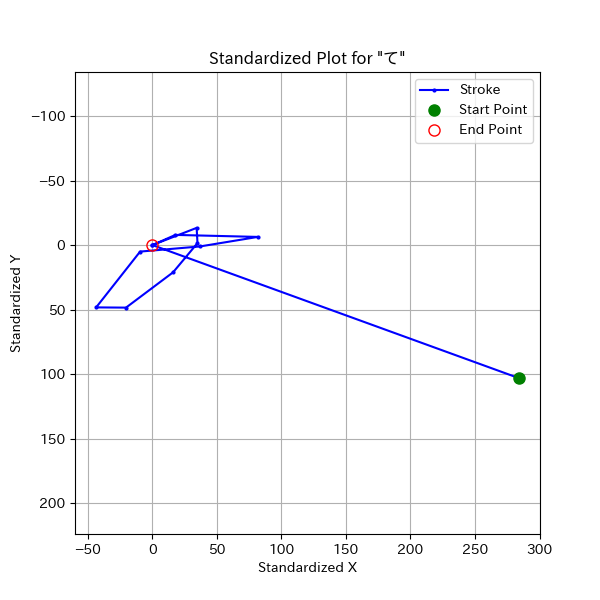 Standardized Plot for "て"
Stroke
Start Point
End Point
Standardized Y
−100
−50
0
50
100
150
200
−50 0 50 100 150 200 250 300
Standardized X